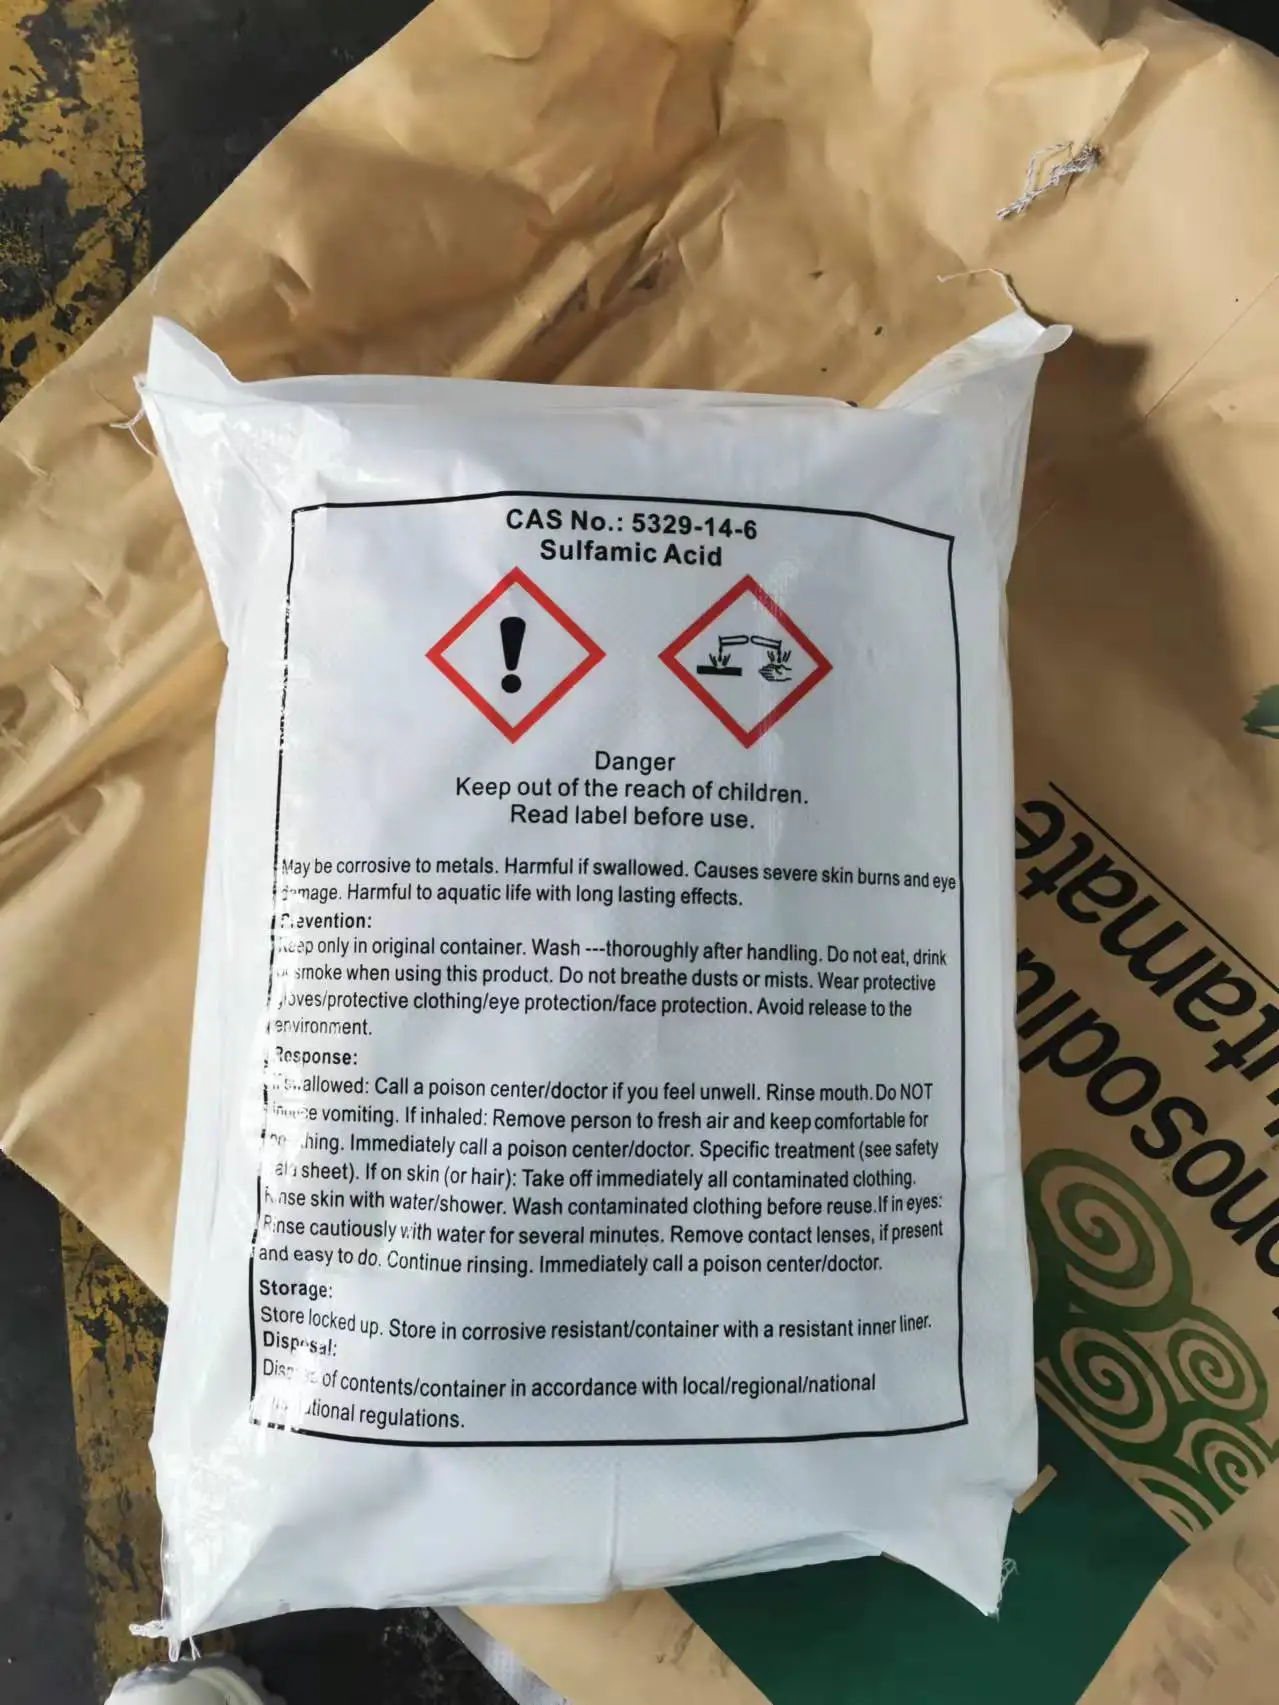 CAS No.: 5329-14-6
Sulfamic Acid
Danger
Keep out of the reach of children.
Read label before use.
May be corrosive to metals. Harmful if swallowed. Causes severe skin burns and eye
damage. Harmful to aquatic life with long lasting effects.
Prevention:
Keep only in original container. Wash ---thoroughly after handling. Do not eat, drink
or smoke when using this product. Do not breathe dusts or mists. Wear protective
gloves/protective clothing/eye protection/face protection. Avoid release to the
environment.
Response:
If swallowed: Call a poison center/doctor if you feel unwell. Rinse mouth. Do NOT
induce vomiting. If inhaled: Remove person to fresh air and keep comfortable for
breathing. Immediately call a poison center/doctor. Specific treatment (see safety
data sheet). If on skin (or hair): Take off immediately all contaminated clothing.
Rinse skin with water/shower. Wash contaminated clothing before reuse. If in eyes:
Rinse cautiously with water for several minutes. Remove contact lenses, if present
and easy to do. Continue rinsing. Immediately call a poison center/doctor.
Storage:
Store locked up. Store in corrosive resistant/container with a resistant inner liner.
Disposal:
Dispose of contents/container in accordance with local/regional/national
regulations.